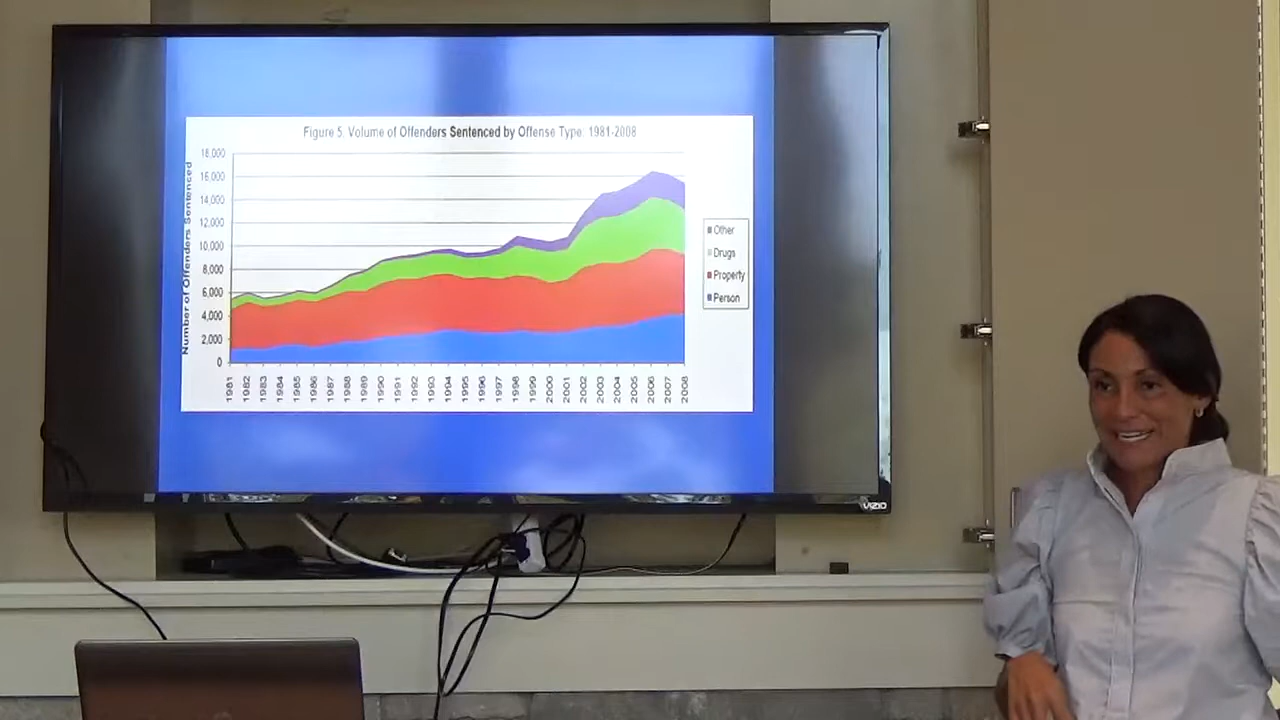 Figure 5. Volume of Offenders Sentenced by Offense Type: 1981-2008
Number of Offenders Sentenced
18,000
16,000
14,000
12,000
10,000
8,000
6,000
4,000
2,000
0
1981 1982 1983 1984 1985 1986 1987 1988 1989 1990 1991 1992 1993 1994 1995 1996 1997 1998 1999 2000 2001 2002 2003 2004 2005 2006 2007 2008
Other
Drugs
Property
Person
VIZIO